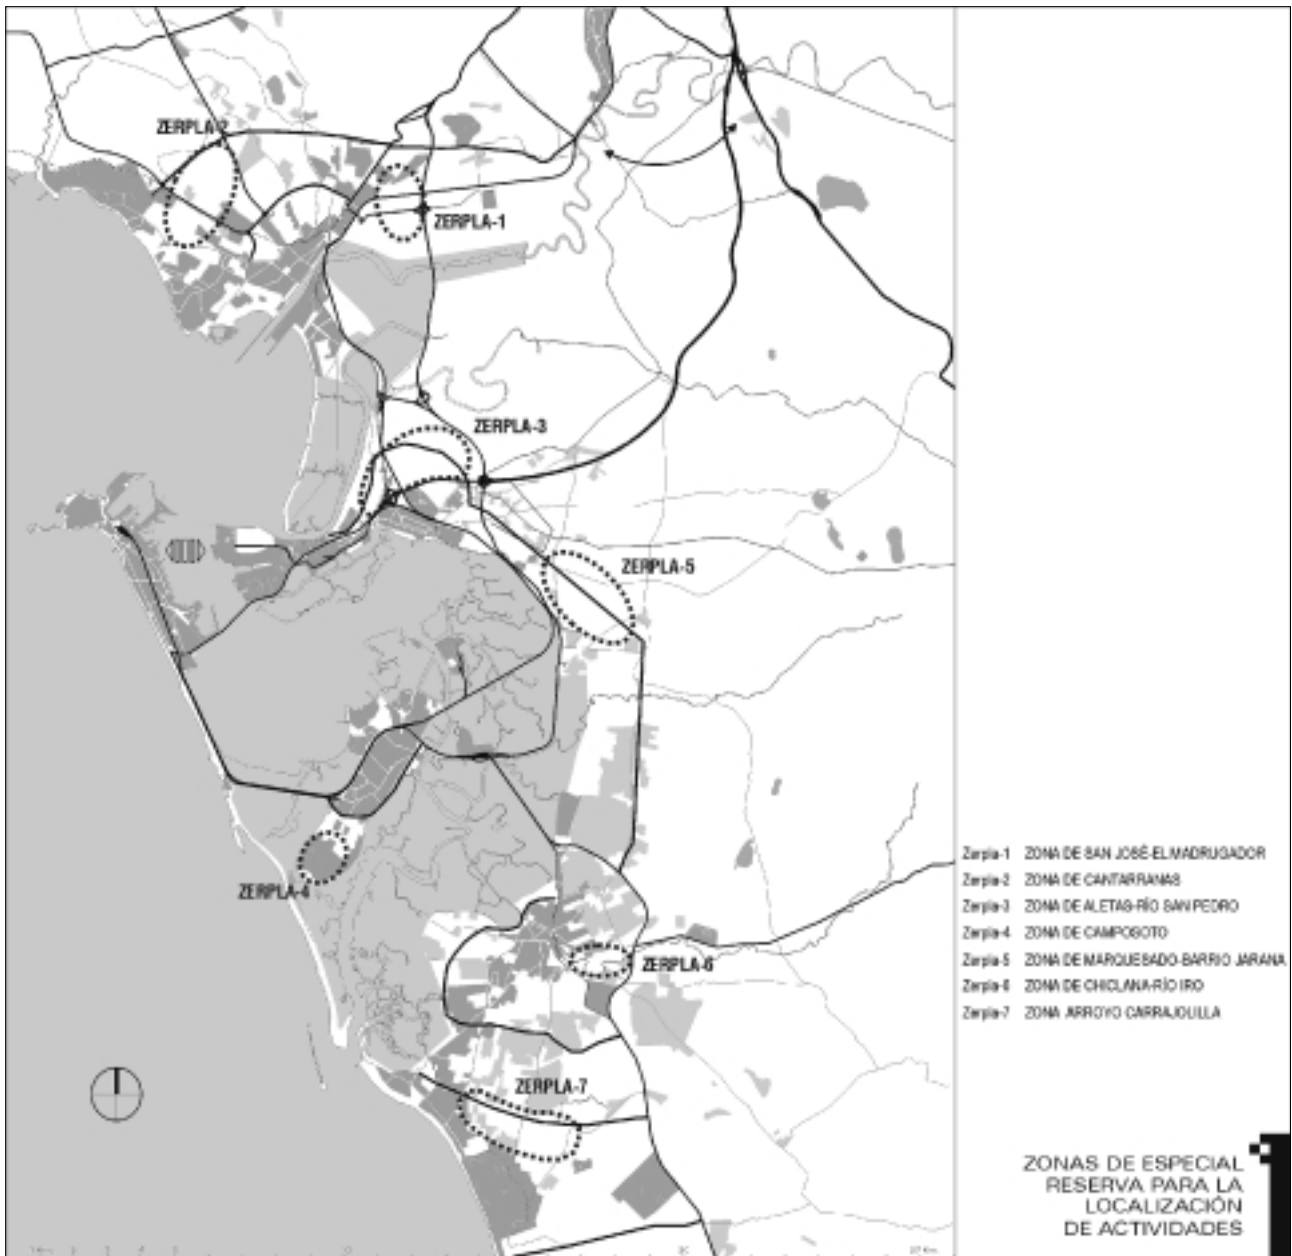 ZERPLA-2
ZERPLA-1
ZERPLA-3
ZERPLA-5
ZERPLA-4
ZERPLA-6
ZERPLA-7
Zerpla-1 ZONA DE SAN JOSÉ-EL MADRUGADOR
Zerpla-2 ZONA DE CANTARRANAS
Zerpla-3 ZONA DE ALETAS-RÍO SAN PEDRO
Zerpla-4 ZONA DE CAMPOSOTO
Zerpla-5 ZONA DE MARQUESADO-BARRIO JARANA
Zerpla-6 ZONA DE CHICLANA-RÍO IRO
Zerpla-7 ZONA ARROYO CARRAJOLILLA
ZONAS DE ESPECIAL
RESERVA PARA LA
LOCALIZACIÓN
DE ACTIVIDADES